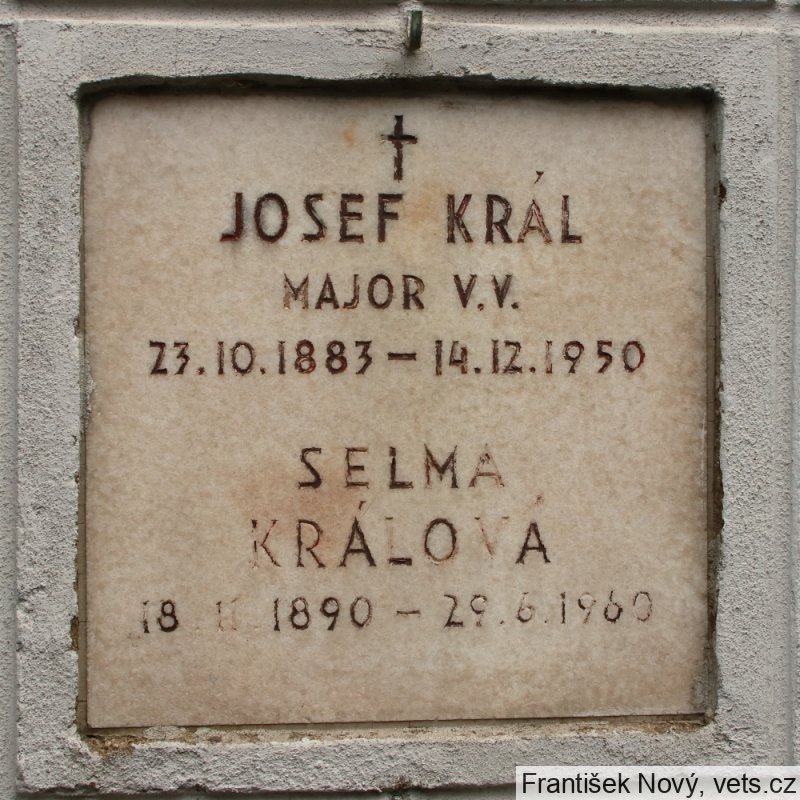 JOSEF KRÁL
MAJOR V.V.
23.10.1883 – 14.12.1950
SELMA
KRÁLOVÁ
18.11.1890 – 29.6.1960
František Nový, vets.cz